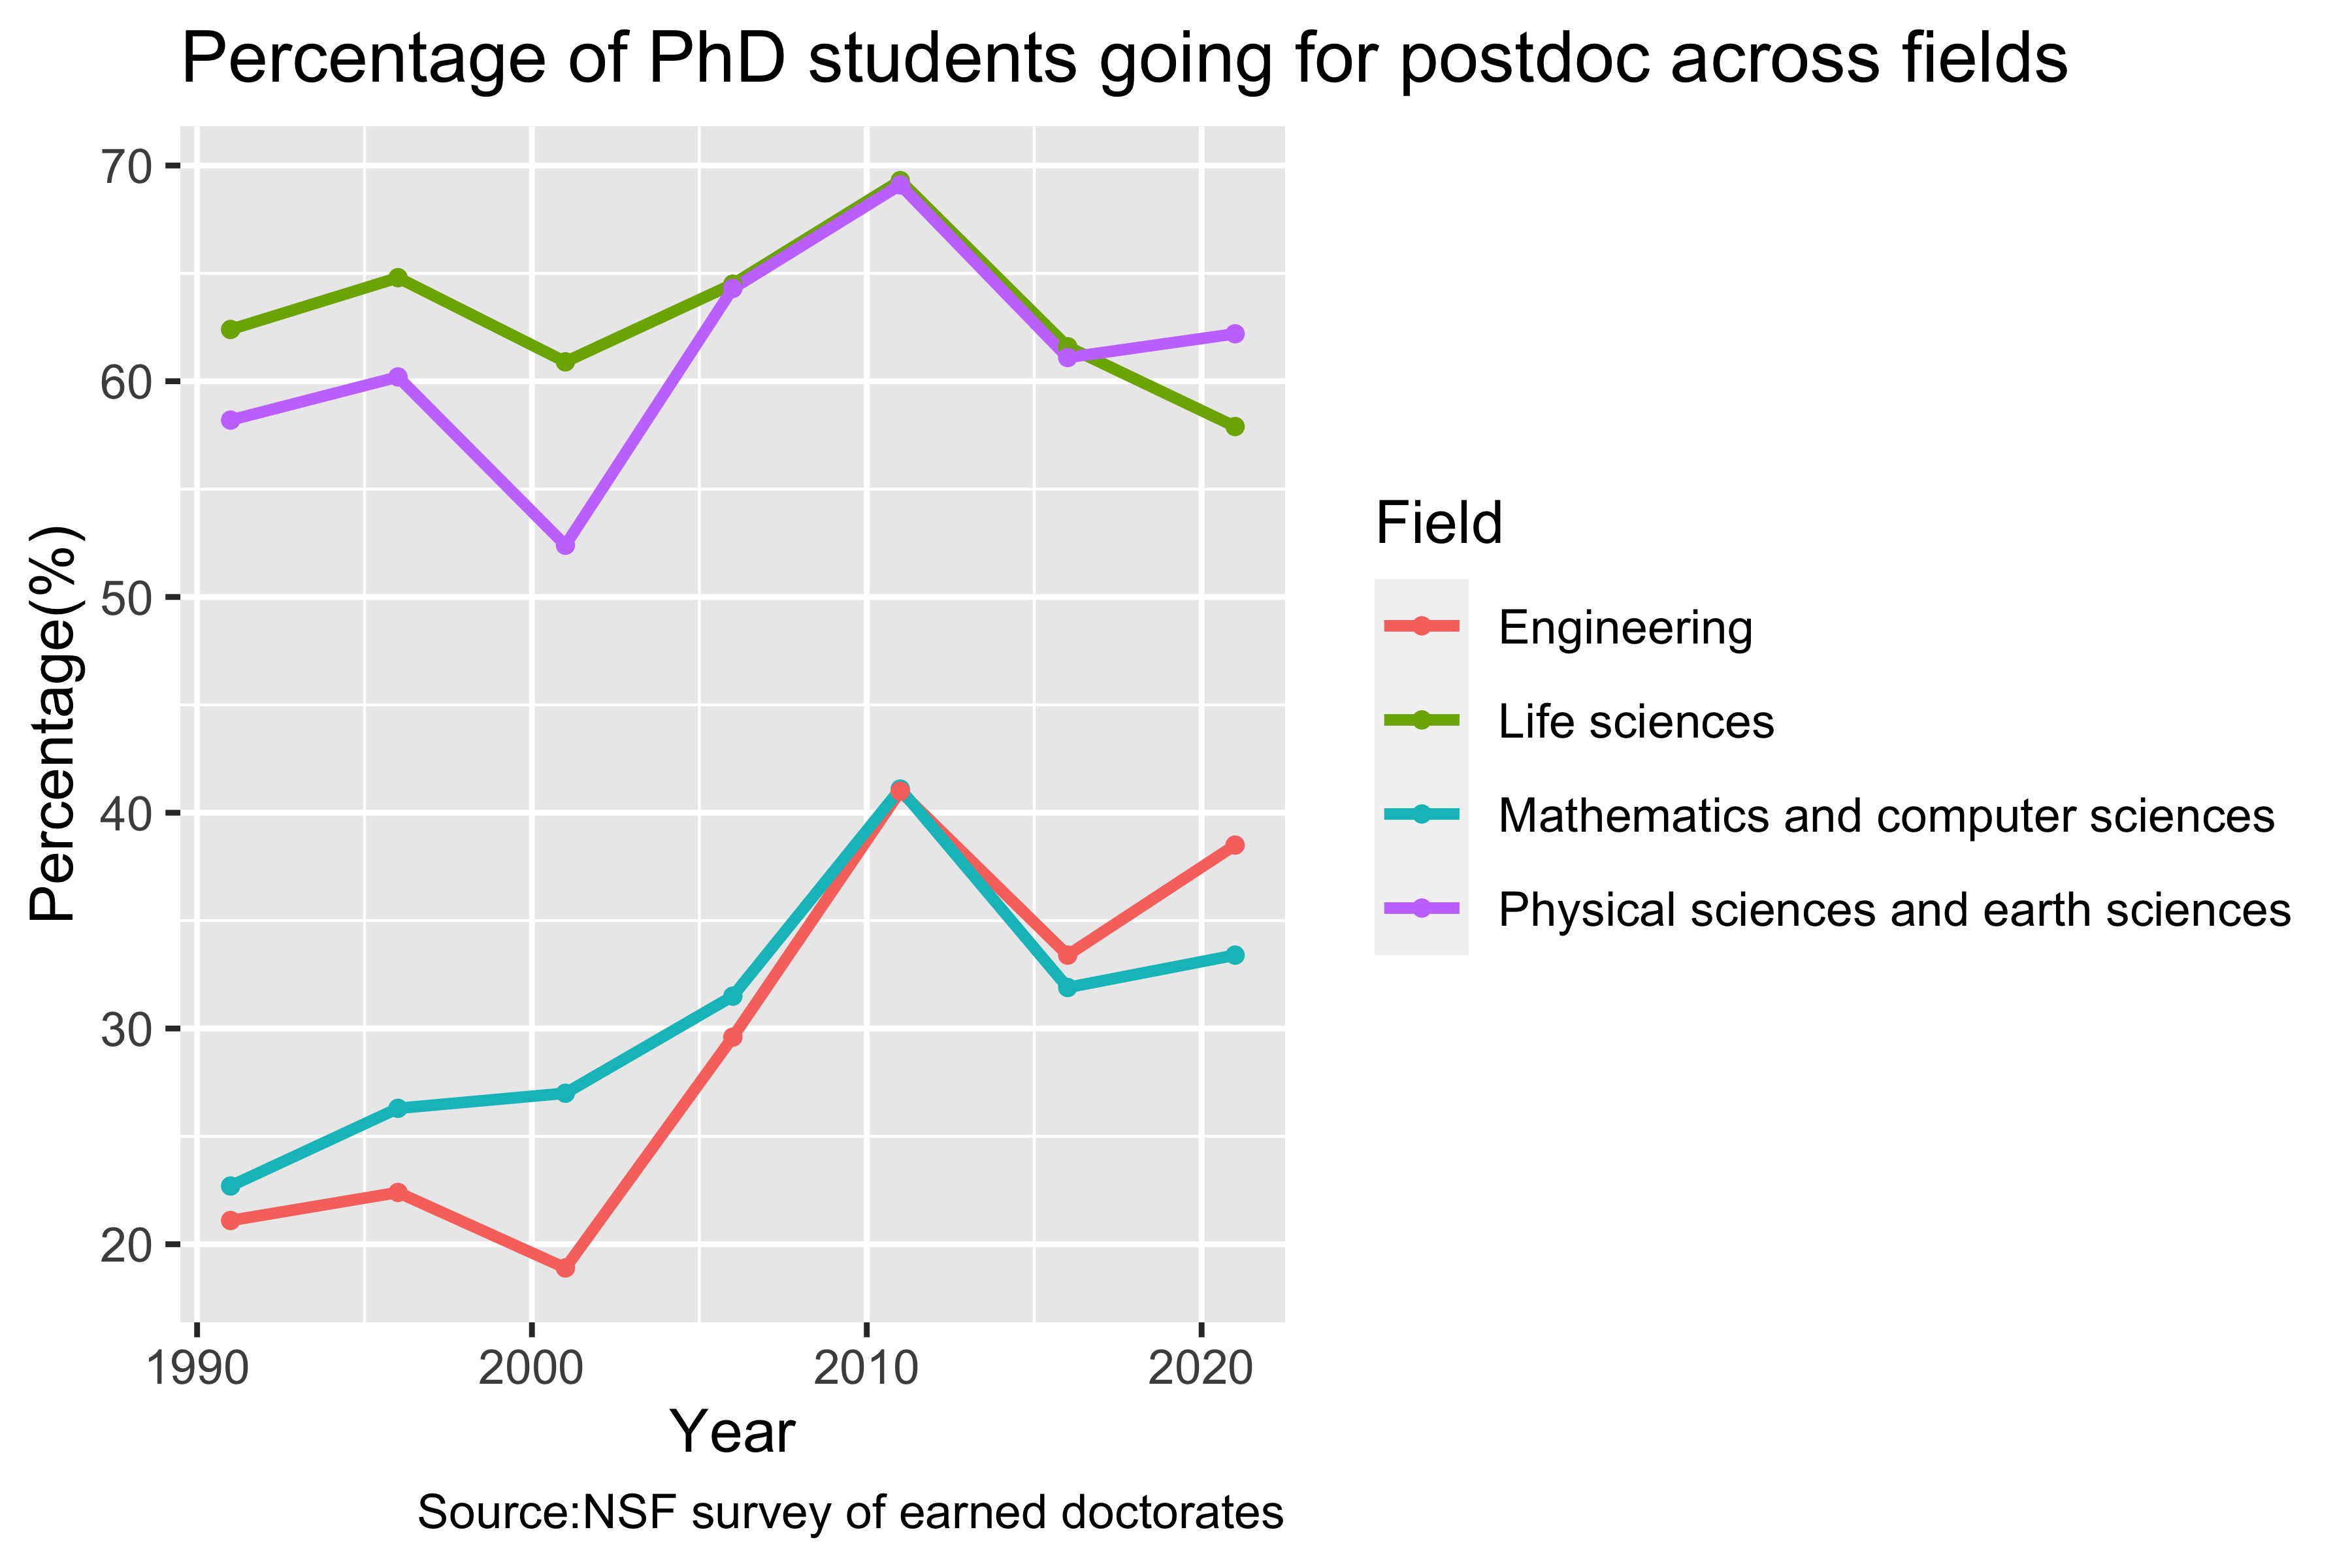 Percentage of PhD students going for postdoc across fields
Percentage(%)
70
60
50
40
30
20
1990
2000
2010
2020
Year
Source:NSF survey of earned doctorates
Field
Engineering
Life sciences
Mathematics and computer sciences
Physical sciences and earth sciences